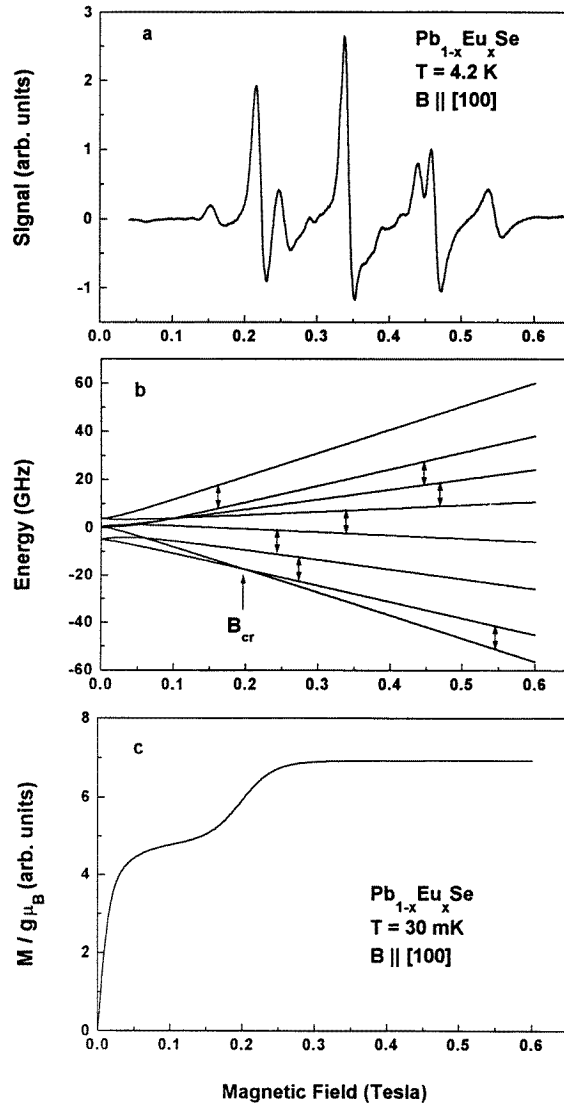 a
Pb1-xEuxSe
T = 4.2 K
B || [100]
Signal (arb. units)
3
2
1
0
-1
0.0 0.1 0.2 0.3 0.4 0.5 0.6
b
Energy (GHz)
60
40
20
0
-20
-40
-60
Bcr
0.0 0.1 0.2 0.3 0.4 0.5 0.6
c
M / gμB (arb. units)
8
6
4
2
0
Pb1-xEuxSe
T = 30 mK
B || [100]
0.0 0.1 0.2 0.3 0.4 0.5 0.6
Magnetic Field (Tesla)